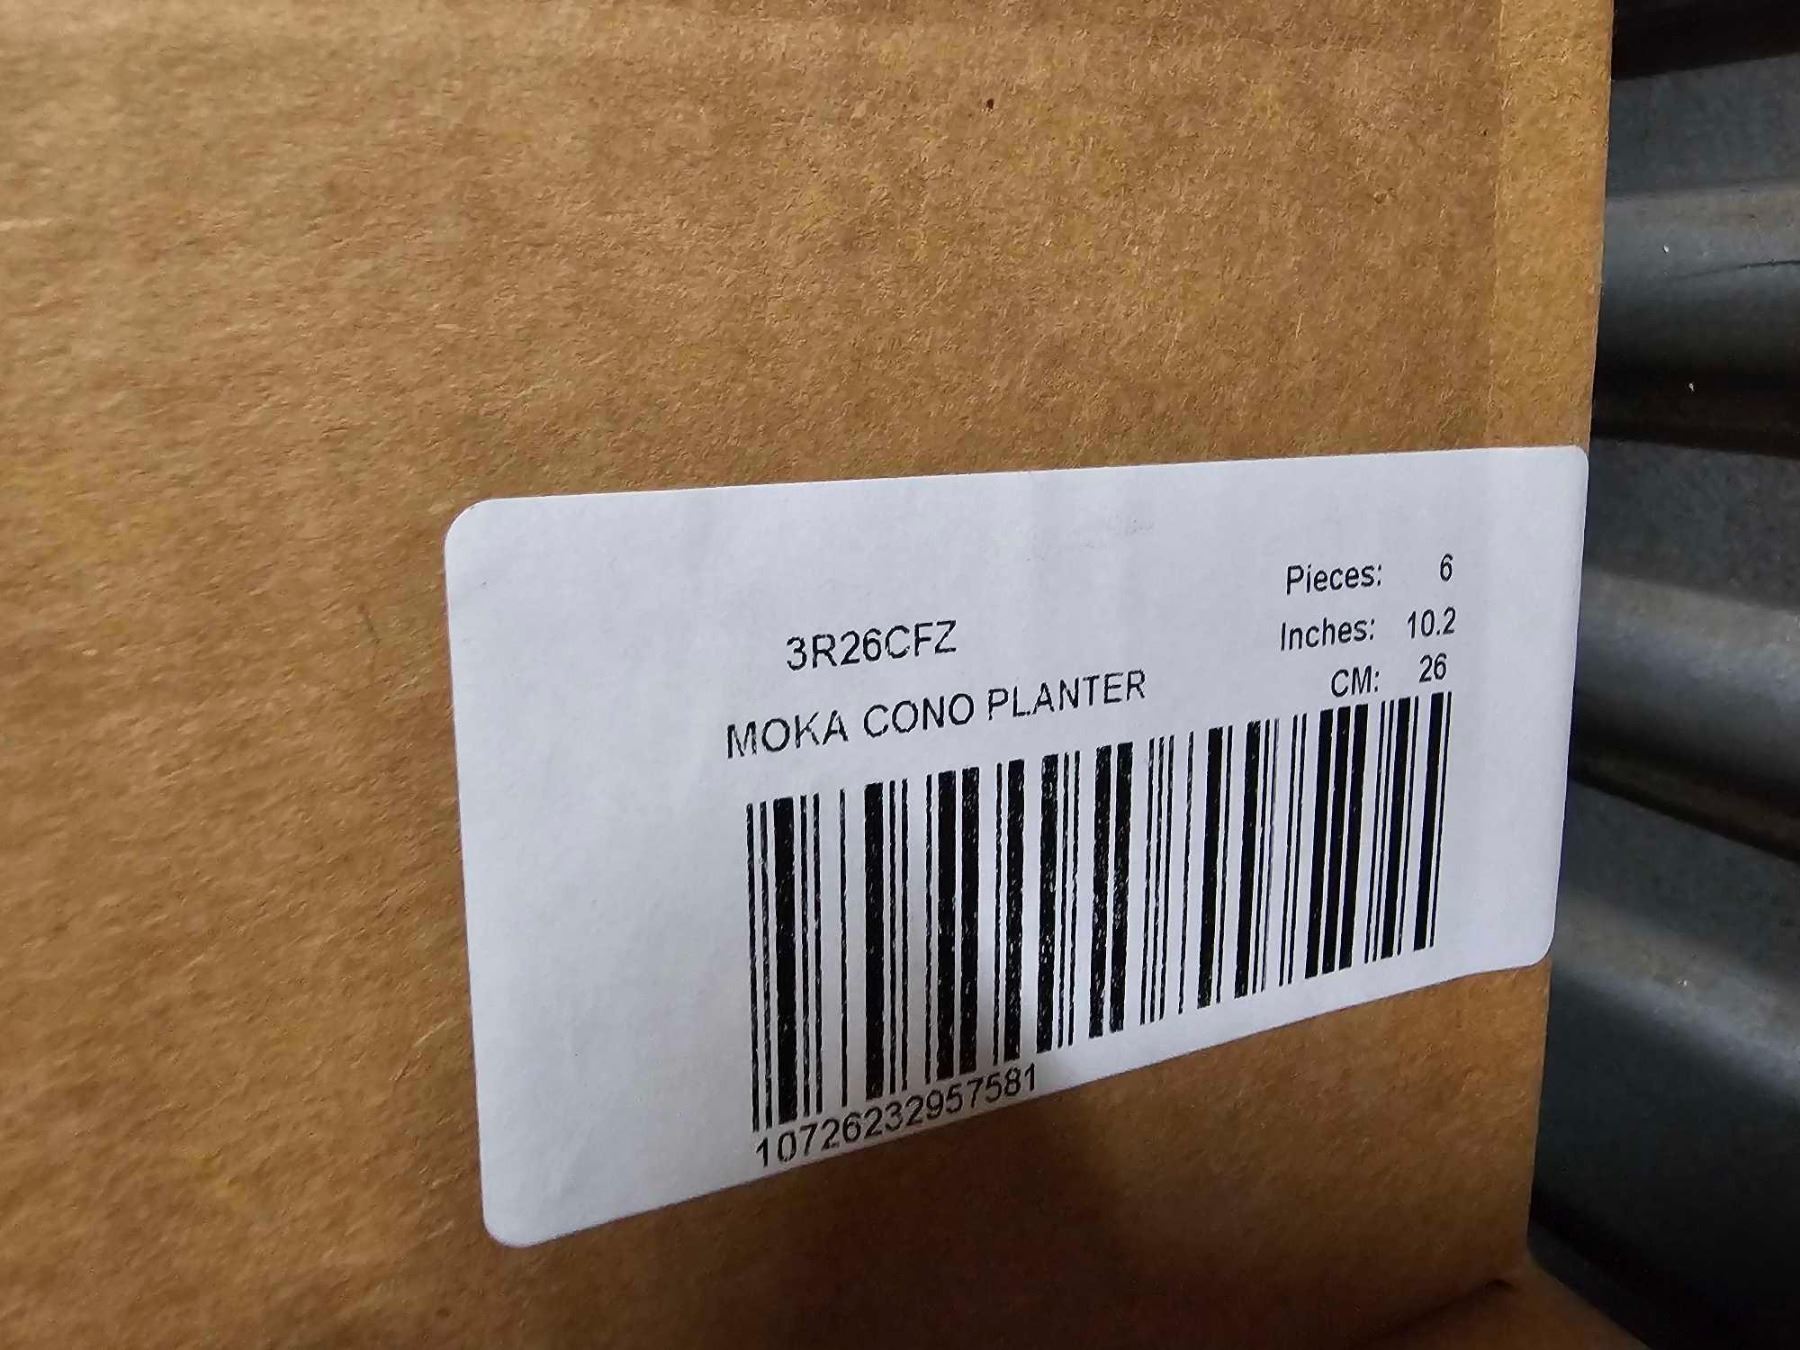 3R26CFZ
MOKA CONO PLANTER
Pieces: 6
Inches: 10.2
CM: 26
10726232957581